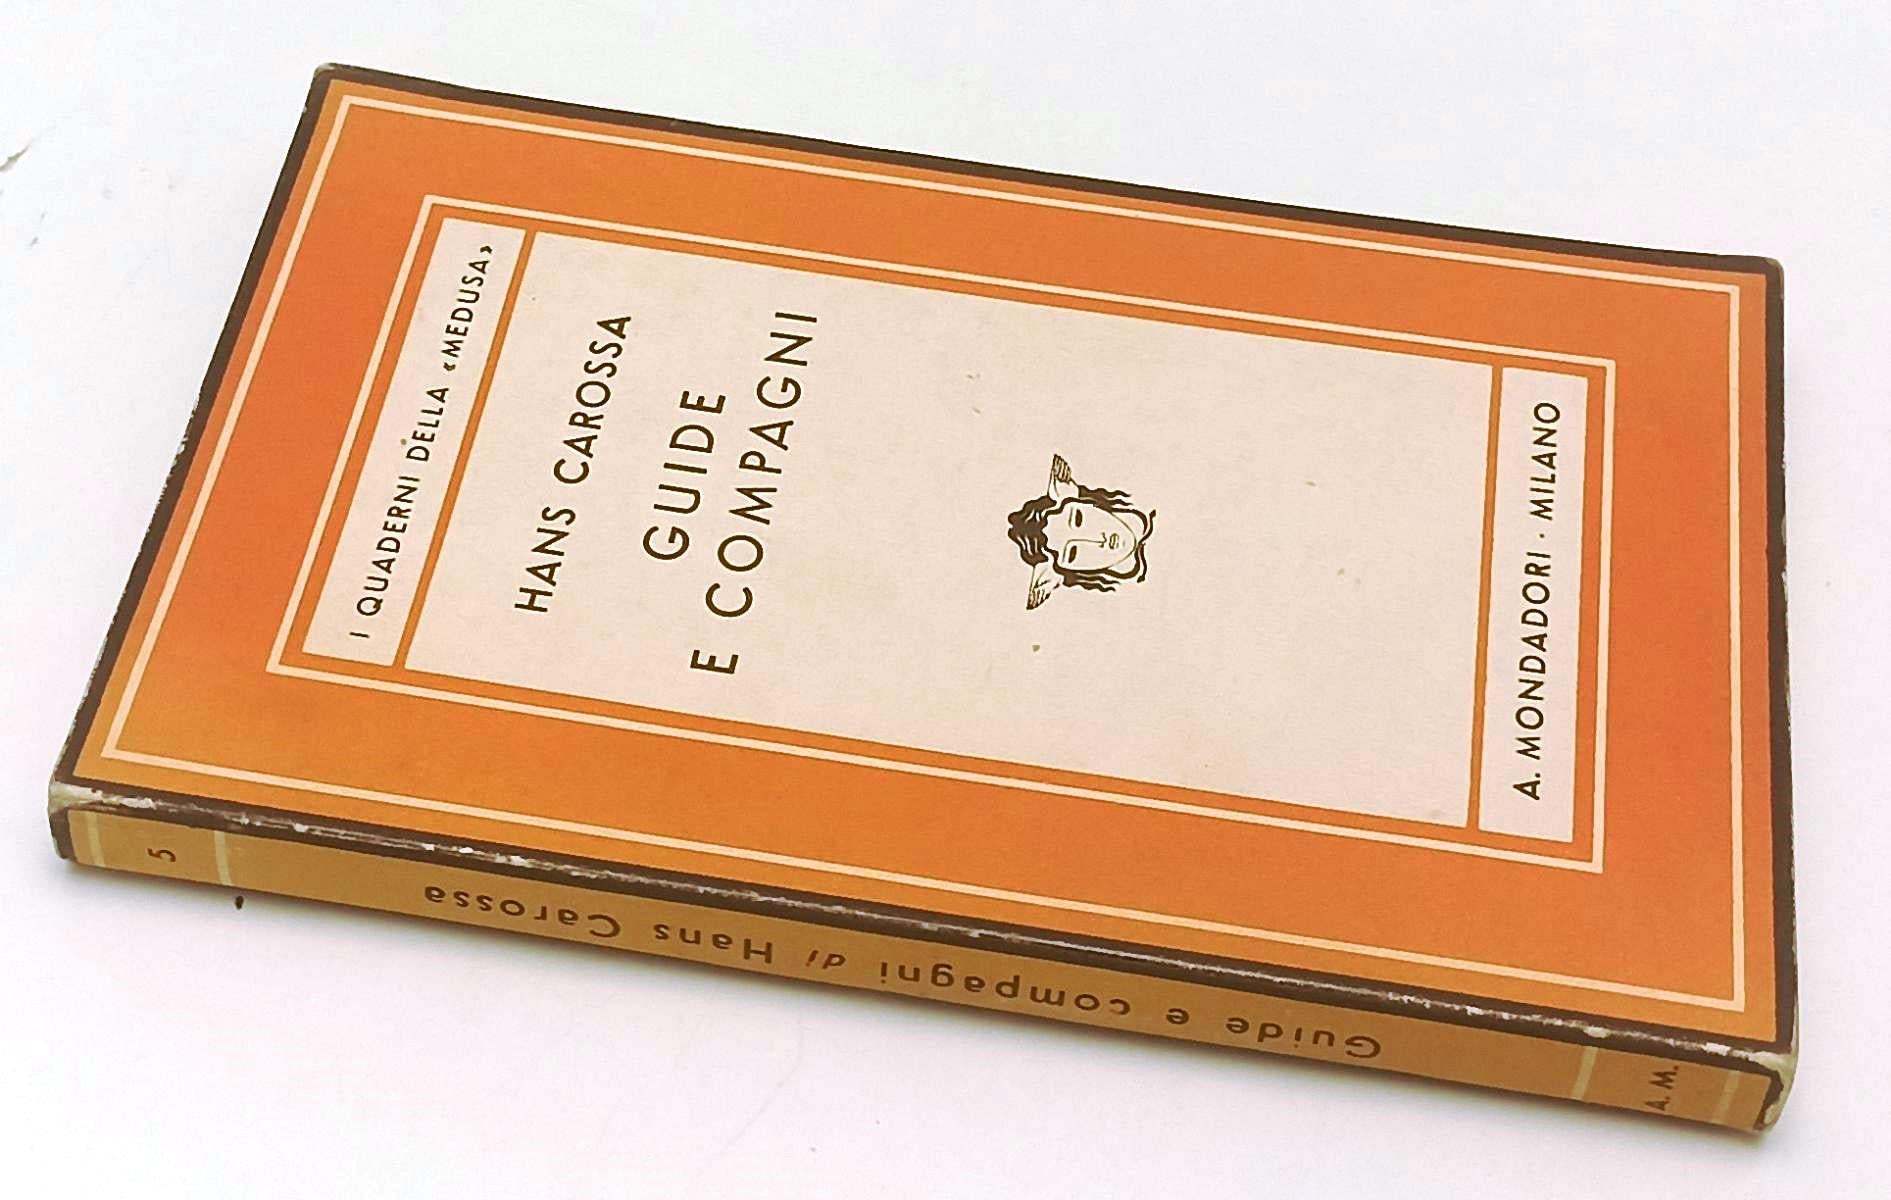 I QUADERNI DELLA «MEDUSA»
HANS CAROSSA
GUIDE
E COMPAGNI
A. MONDADORI · MILANO
5
Guide e compagni di Hans Carossa
A. M.